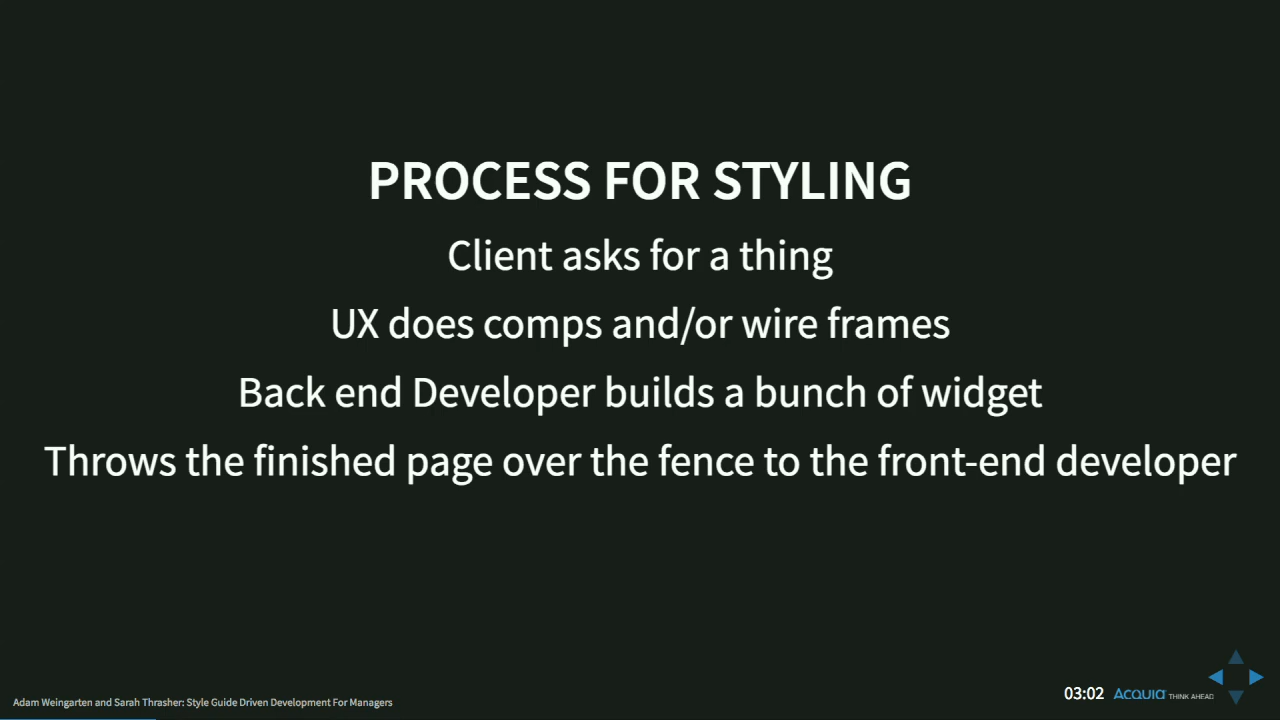 PROCESS FOR STYLING
Client asks for a thing
UX does comps and/or wire frames
Back end Developer builds a bunch of widget
Throws the finished page over the fence to the front-end developer
Adam Weingarten and Sarah Thrasher: Style Guide Driven Development For Managers
03:02 Acquia THINK AHEAD